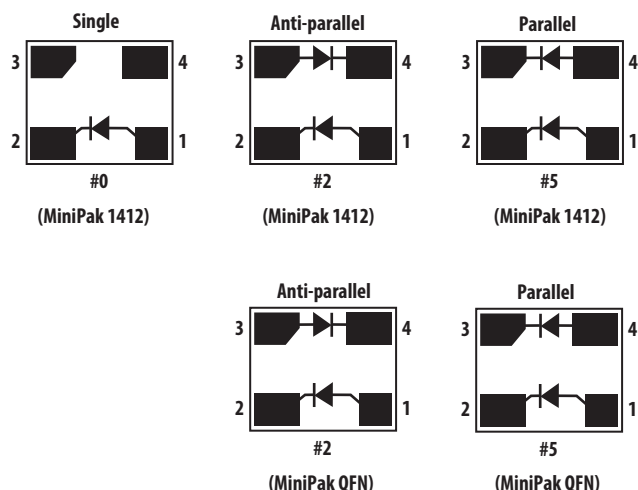 Single Anti-parallel Parallel
3 4 3 4 3 4
2 1 2 1 2 1
#0 #2 #5
(MiniPak 1412) (MiniPak 1412) (MiniPak 1412)
Anti-parallel Parallel
3 4 3 4
2 1 2 1
#2 #5
(MiniPak QFN) (MiniPak QFN)